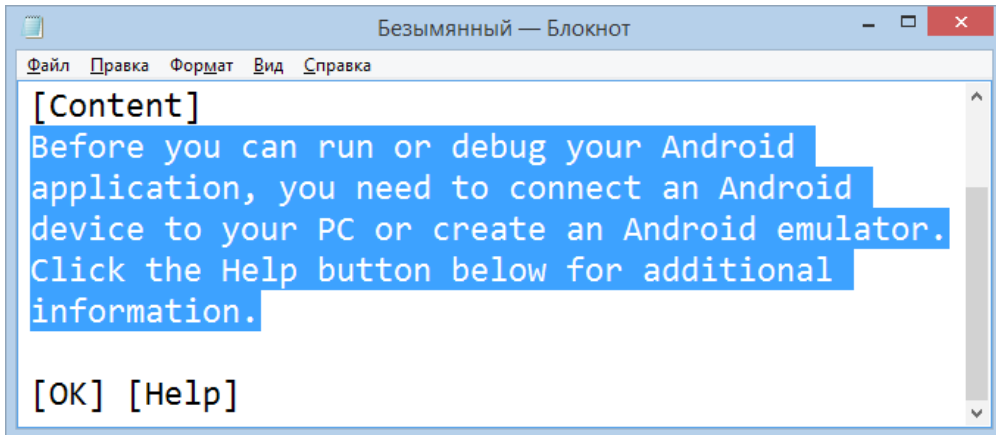 Безымянный — Блокнот
Файл Правка Формат Вид Справка
[Content]
Before you can run or debug your Android
application, you need to connect an Android
device to your PC or create an Android emulator.
Click the Help button below for additional
information.
[OK] [Help]